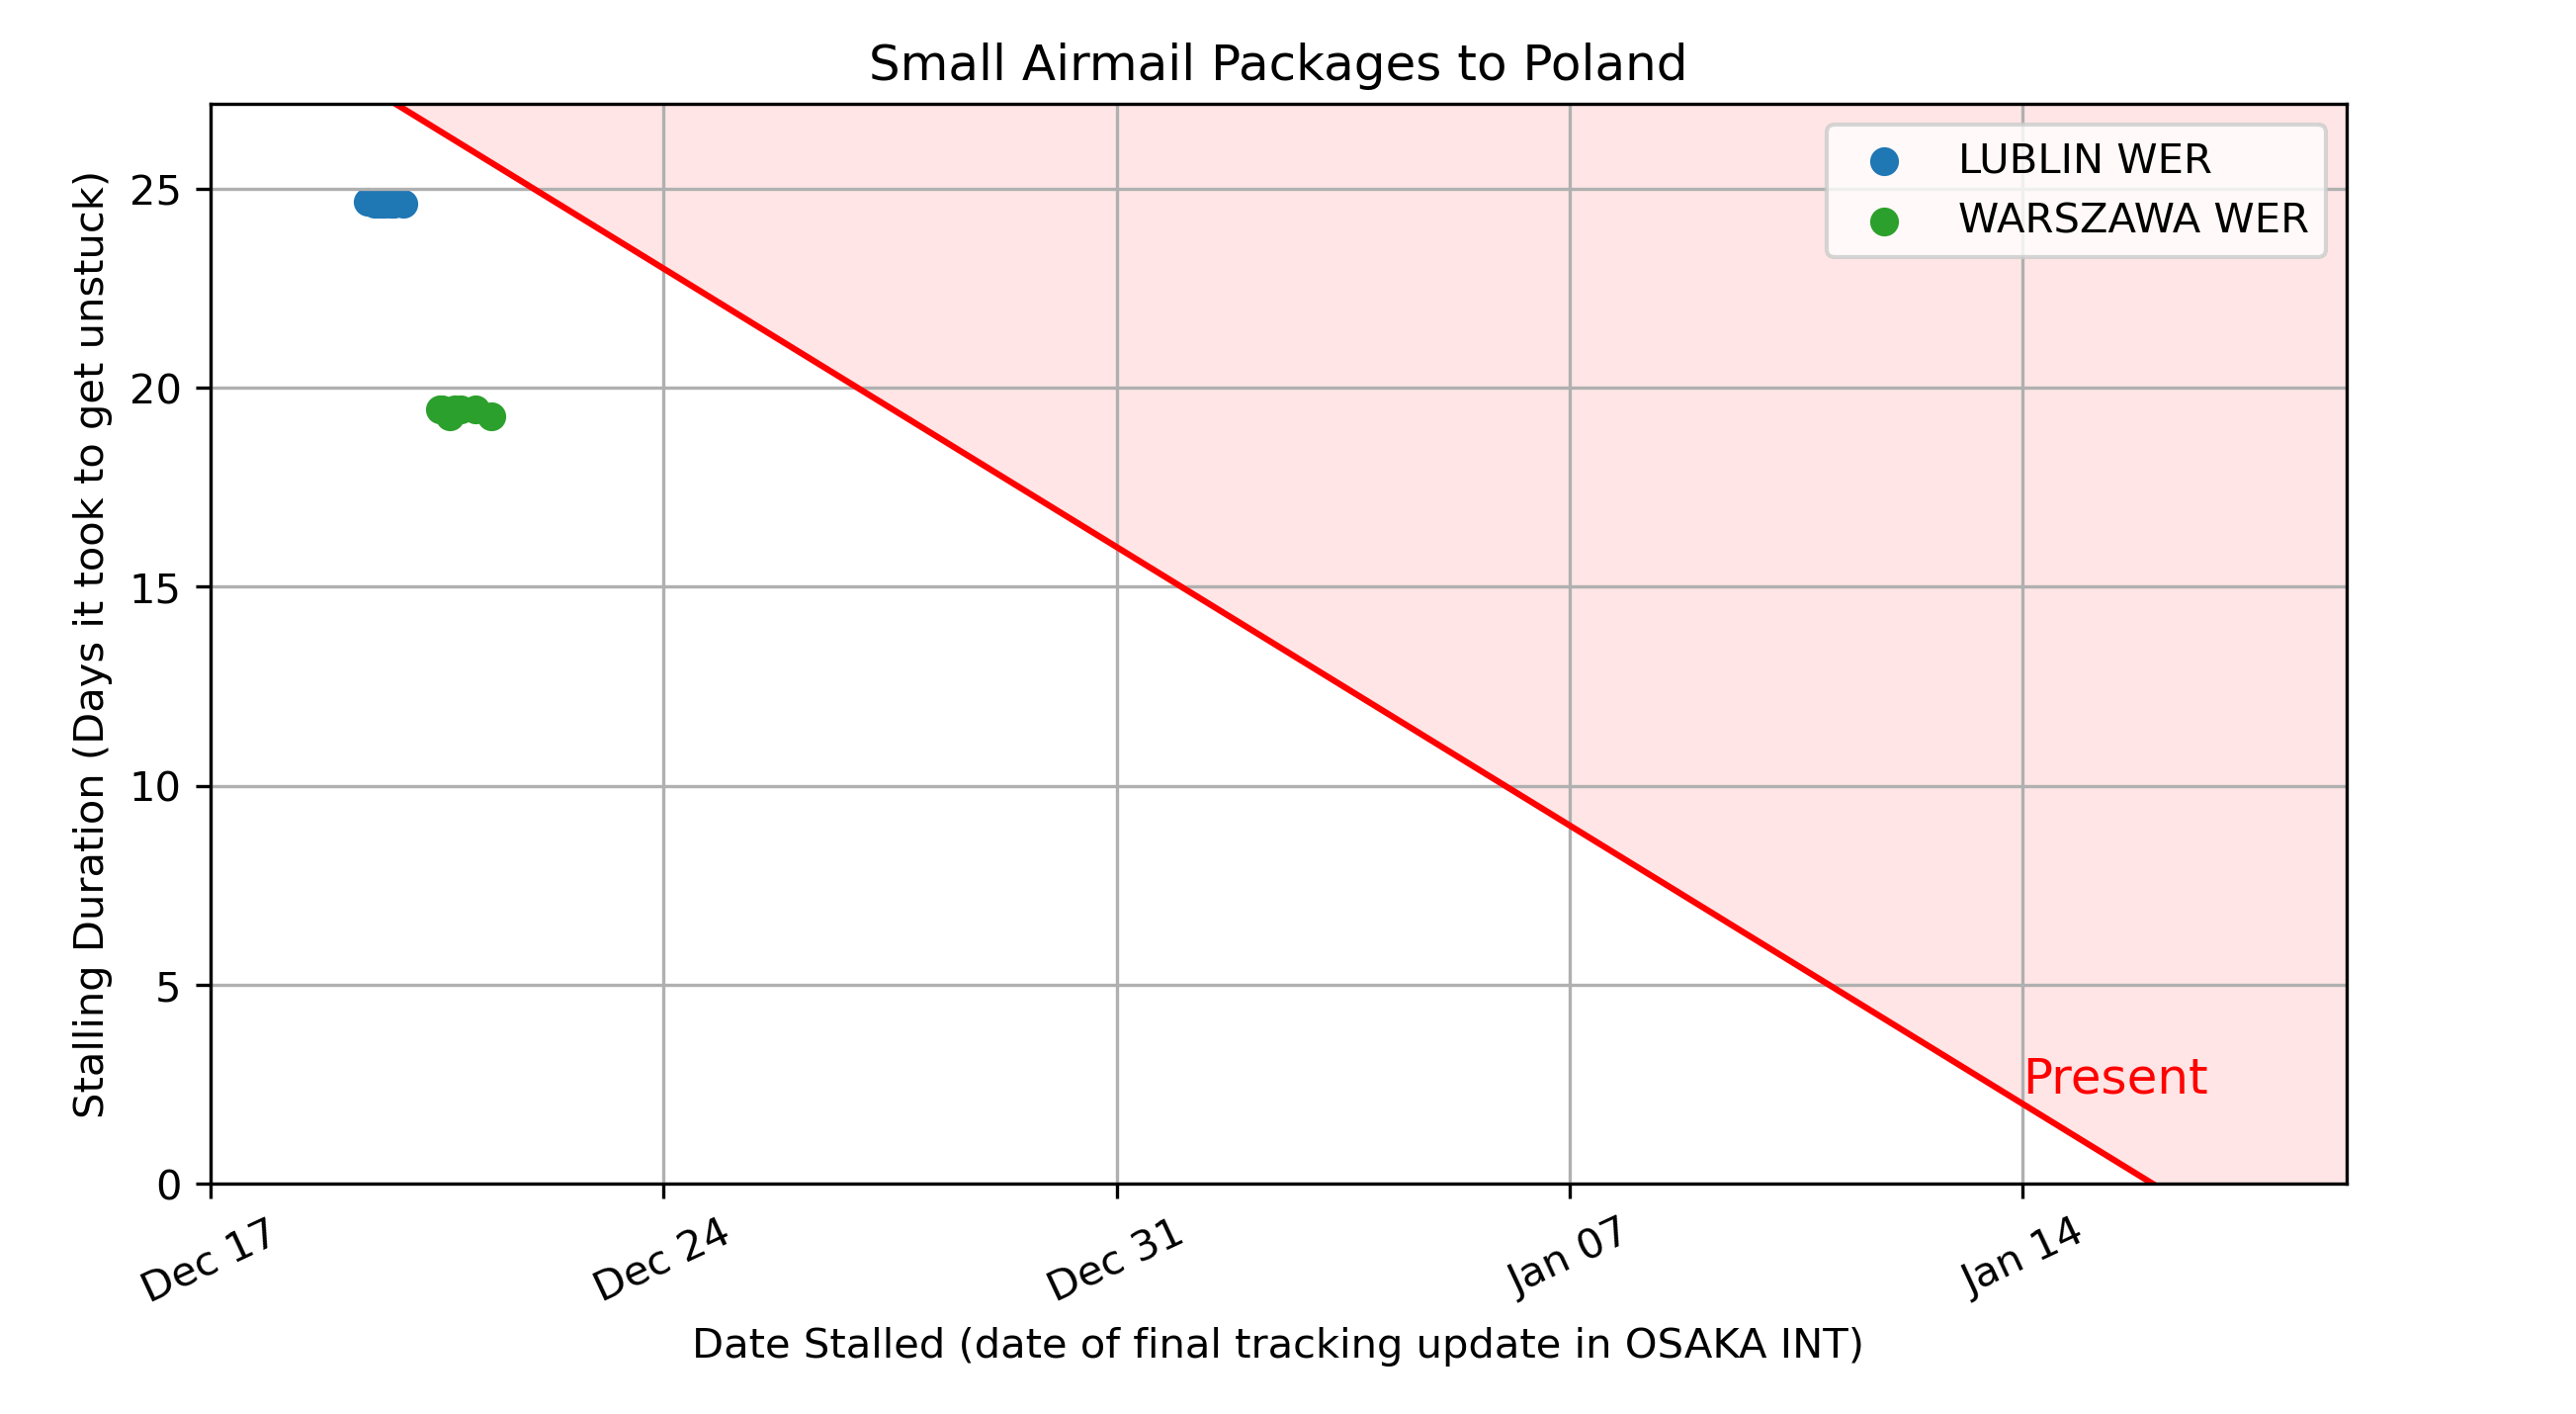 Small Airmail Packages to Poland
LUBLIN WER
WARSZAWA WER
Stalling Duration (Days it took to get unstuck)
25
20
15
10
5
0
Present
Dec 17
Dec 24
Dec 31
Jan 07
Jan 14
Date Stalled (date of final tracking update in OSAKA INT)